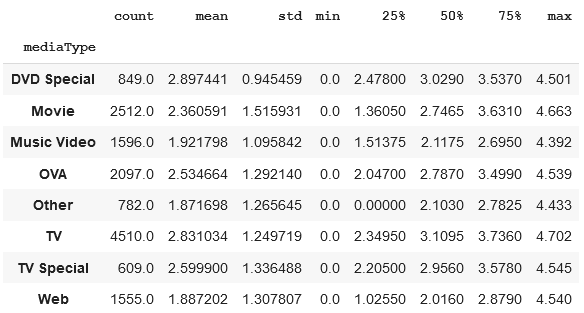 count mean std min 25% 50% 75% max
mediaType
DVD Special 849.0 2.897441 0.945459 0.0 2.47800 3.0290 3.5370 4.501
Movie 2512.0 2.360591 1.515931 0.0 1.36050 2.7465 3.6310 4.663
Music Video 1596.0 1.921798 1.095842 0.0 1.51375 2.1175 2.6950 4.392
OVA 2097.0 2.534664 1.292140 0.0 2.04700 2.7870 3.4990 4.539
Other 782.0 1.871698 1.265645 0.0 0.00000 2.1030 2.7825 4.433
TV 4510.0 2.831034 1.249719 0.0 2.34950 3.1095 3.7360 4.702
TV Special 609.0 2.599900 1.336488 0.0 2.20500 2.9560 3.5780 4.545
Web 1555.0 1.887202 1.307807 0.0 1.02550 2.0160 2.8790 4.540